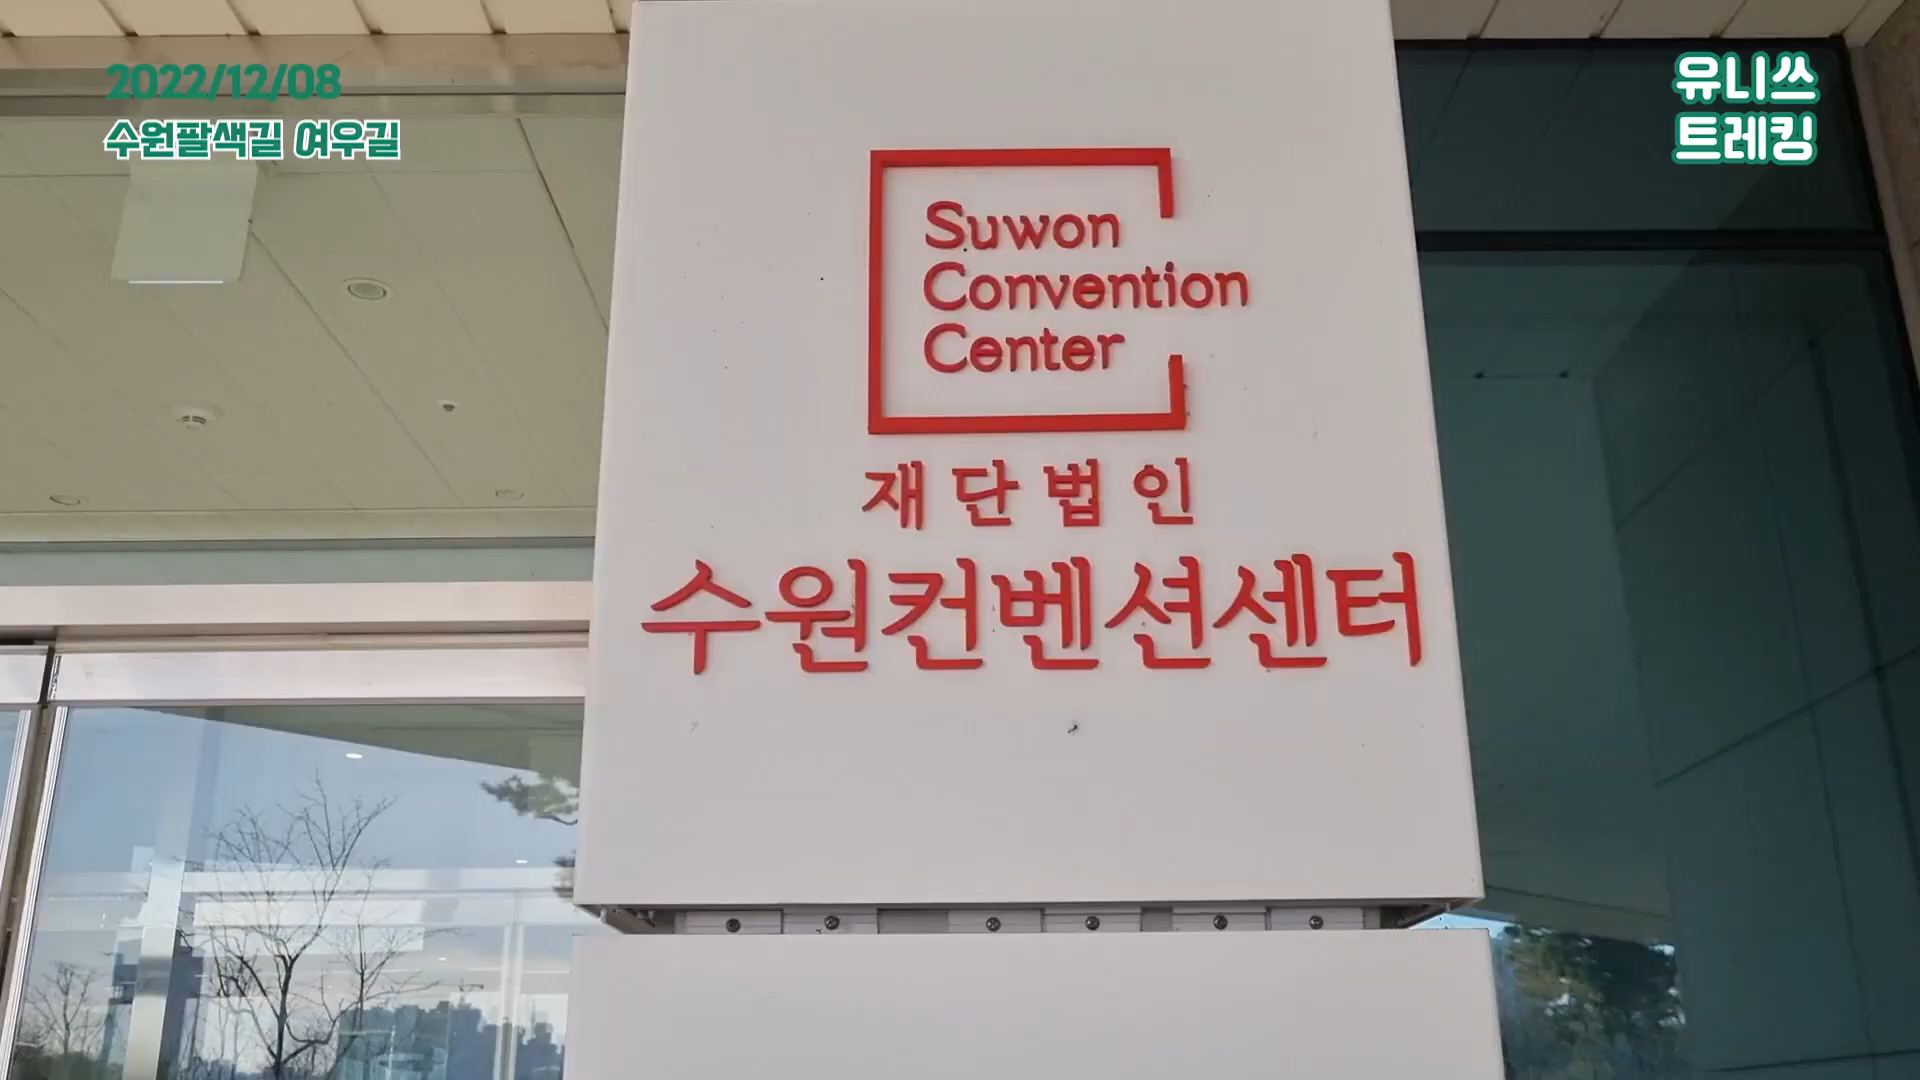 2022/12/08
수원팔색길 여우길
유니쓰
트레킹
Suwon
Convention
Center
재단법인
수원컨벤션센터